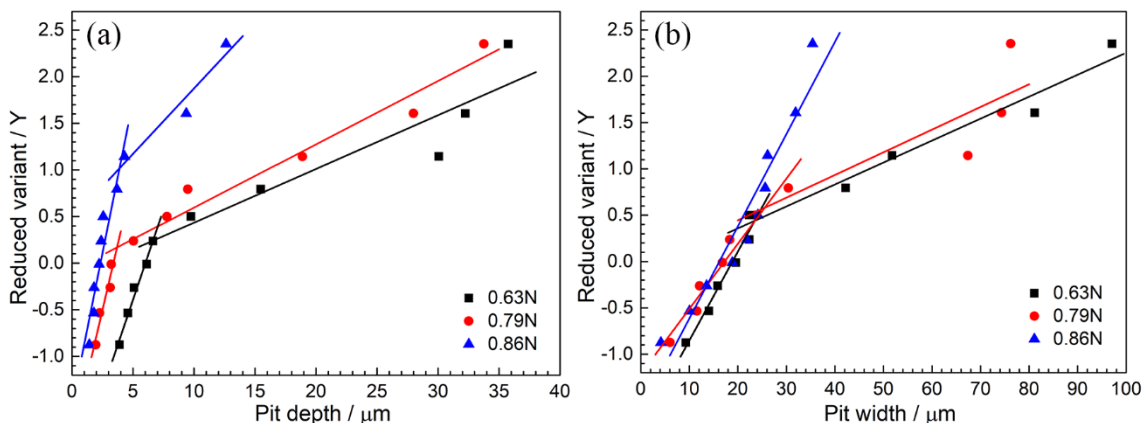 (a)
Reduced variant / Y
2.5
2.0
1.5
1.0
0.5
0.0
-0.5
-1.0
0.63N
0.79N
0.86N
0 5 10 15 20 25 30 35 40
Pit depth / μm
(b)
Reduced variant / Y
2.5
2.0
1.5
1.0
0.5
0.0
-0.5
-1.0
0.63N
0.79N
0.86N
0 10 20 30 40 50 60 70 80 90 100
Pit width / μm